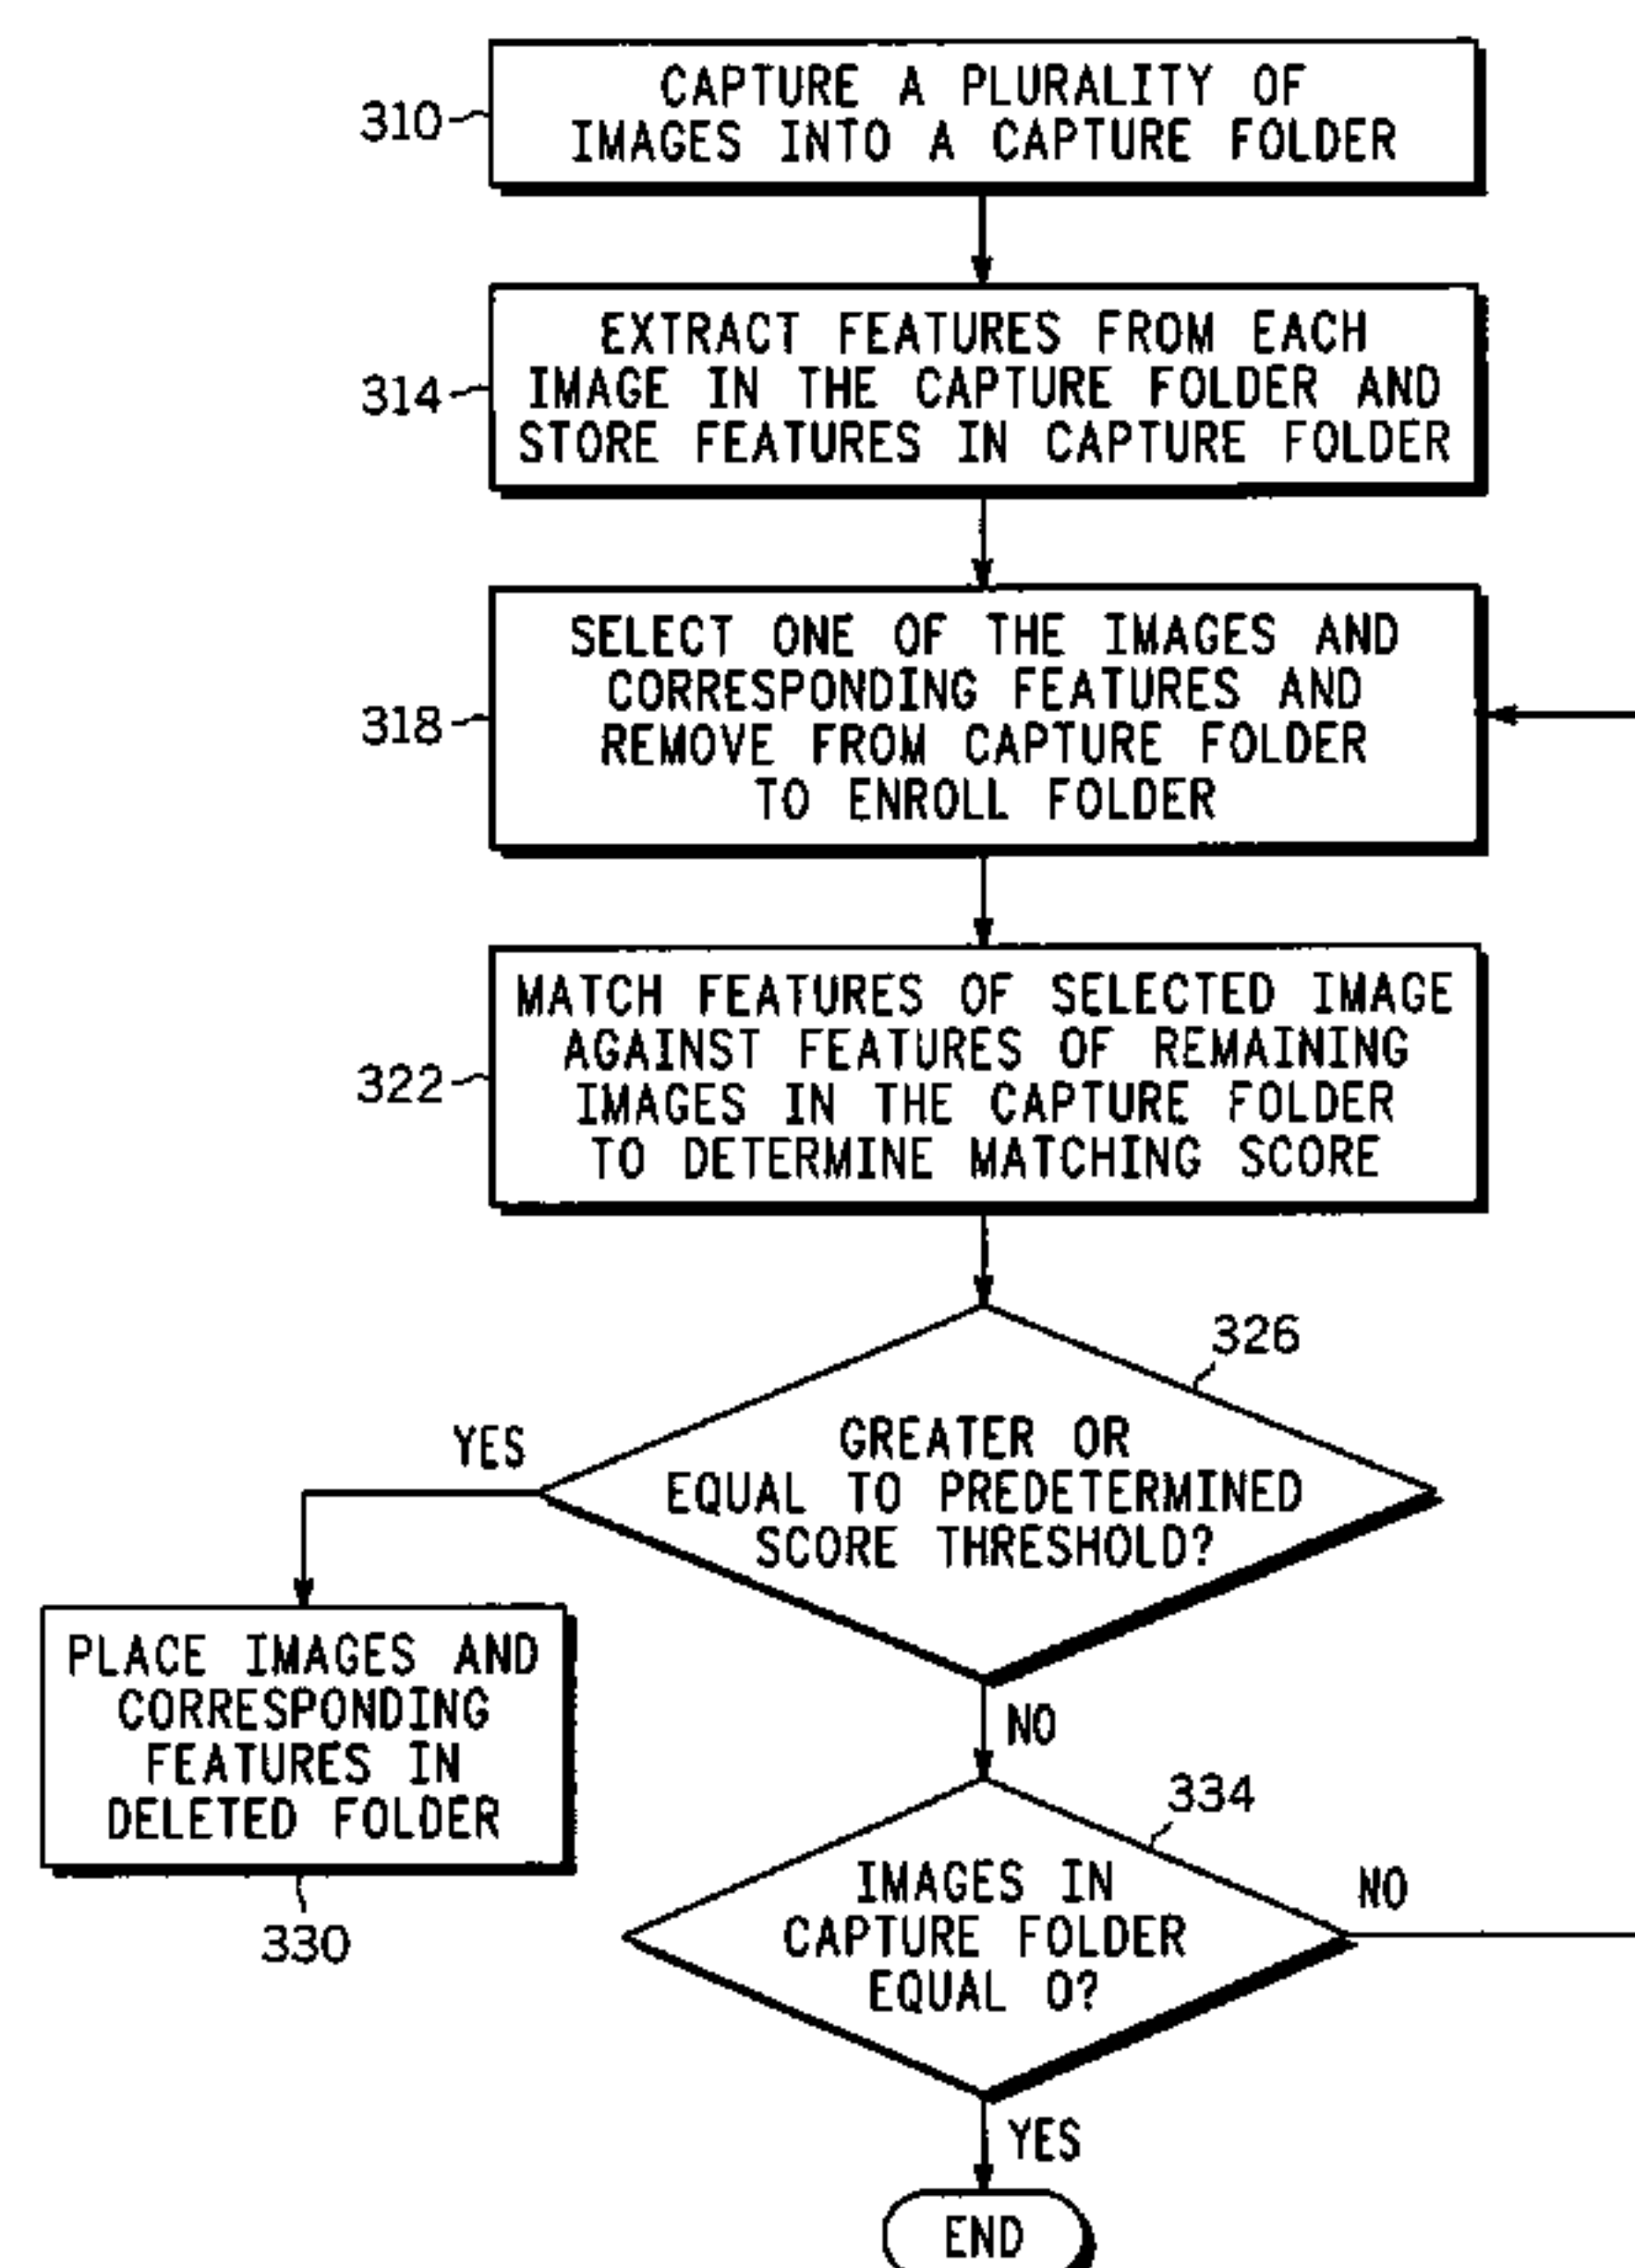 CAPTURE A PLURALITY OF
IMAGES INTO A CAPTURE FOLDER
310
EXTRACT FEATURES FROM EACH
IMAGE IN THE CAPTURE FOLDER AND
STORE FEATURES IN CAPTURE FOLDER
314
SELECT ONE OF THE IMAGES AND
CORRESPONDING FEATURES AND
REMOVE FROM CAPTURE FOLDER
TO ENROLL FOLDER
318
MATCH FEATURES OF SELECTED IMAGE
AGAINST FEATURES OF REMAINING
IMAGES IN THE CAPTURE FOLDER
TO DETERMINE MATCHING SCORE
322
326
GREATER OR
EQUAL TO PREDETERMINED
SCORE THRESHOLD?
YES
PLACE IMAGES AND
CORRESPONDING
FEATURES IN
DELETED FOLDER
330
NO
334
IMAGES IN
CAPTURE FOLDER
EQUAL 0?
NO
YES
END